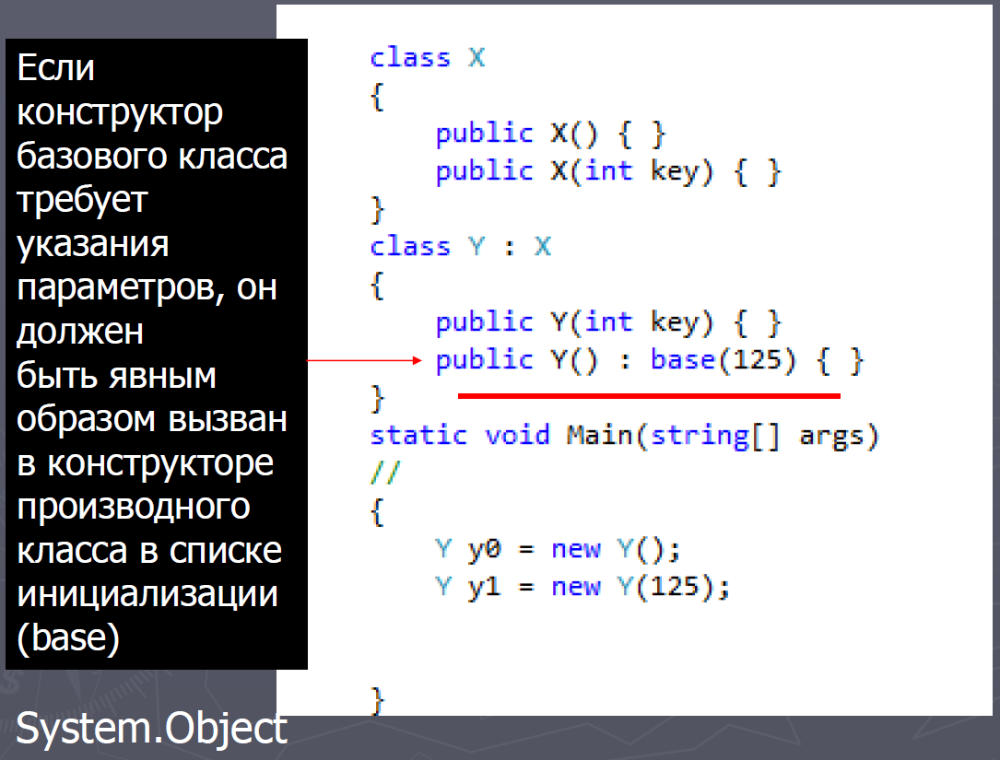 Если
конструктор
базового класса
требует
указания
параметров, он
должен
быть явным
образом вызван
в конструкторе
производного
класса в списке
инициализации
(base)
System.Object
class X
{
public X() { }
public X(int key) { }
}
class Y : X
{
public Y(int key) { }
public Y() : base(125) { }
}
static void Main(string[] args)
//
{
Y y0 = new Y();
Y y1 = new Y(125);
}